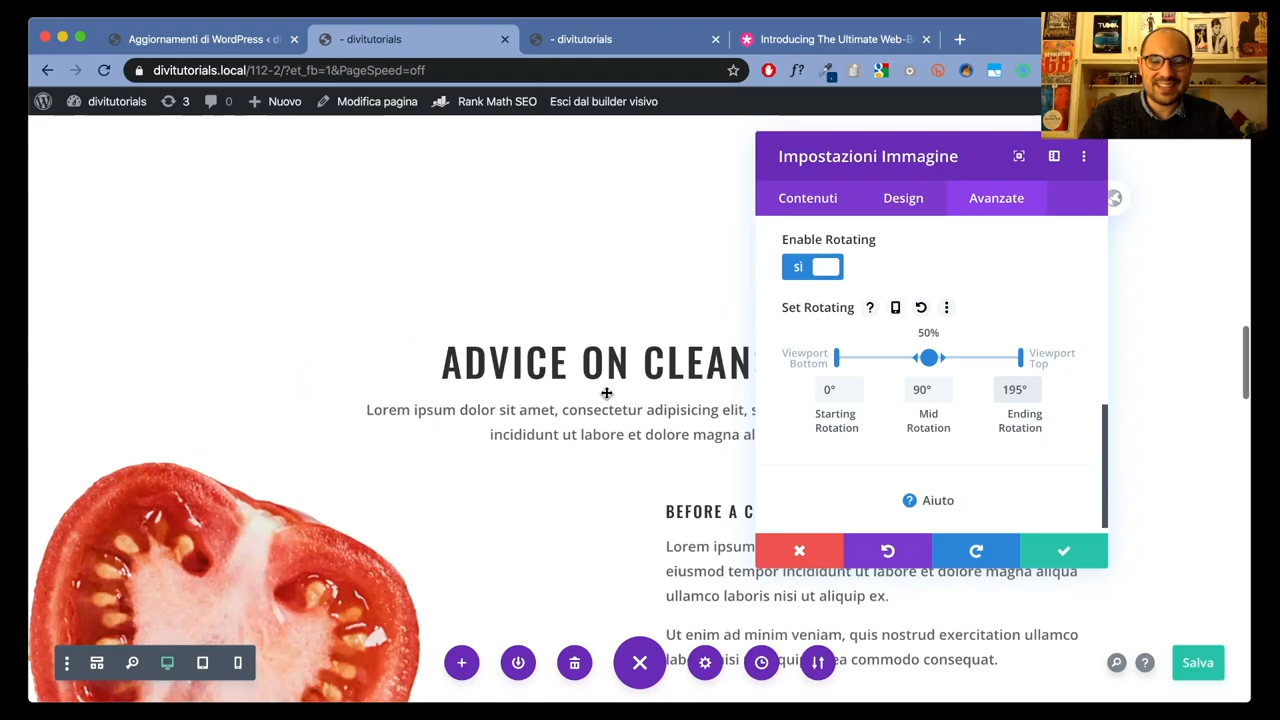 Aggiornamenti di WordPress ‹ di
- divitutorials
- divitutorials
Introducing The Ultimate Web-B
divitutorials.local/112-2/?et_fb=1&PageSpeed=off
divitutorials
3
0
Nuovo
Modifica pagina
Rank Math SEO
Esci dal builder visivo
Impostazioni Immagine
Contenuti
Design
Avanzate
Enable Rotating
SÌ
Set Rotating
50%
Viewport
Bottom
Viewport
Top
0°
90°
195°
Starting
Rotation
Mid
Rotation
Ending
Rotation
Aiuto
ADVICE ON CLEANS
Lorem ipsum dolor sit amet, consectetur adipisicing elit, s
incididunt ut labore et dolore magna al
BEFORE A C
Lorem ipsum
eiusmod tempor incididunt ut labore et dolore magna aliqua
ullamco laboris nisi ut aliquip ex.
Ut enim ad minim veniam, quis nostrud exercitation ullamco
ea commodo consequat.
Salva